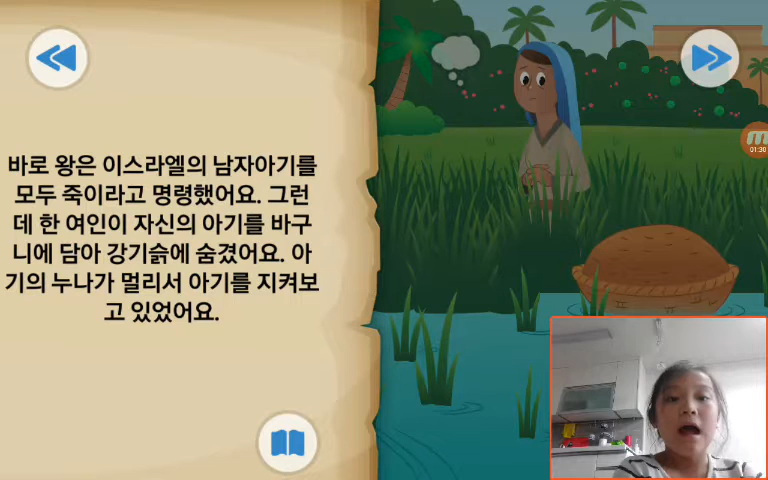 바로 왕은 이스라엘의 남자아기를
모두 죽이라고 명령했어요. 그런
데 한 여인이 자신의 아기를 바구
니에 담아 강기슭에 숨겼어요. 아
기의 누나가 멀리서 아기를 지켜보
고 있었어요.
01:30